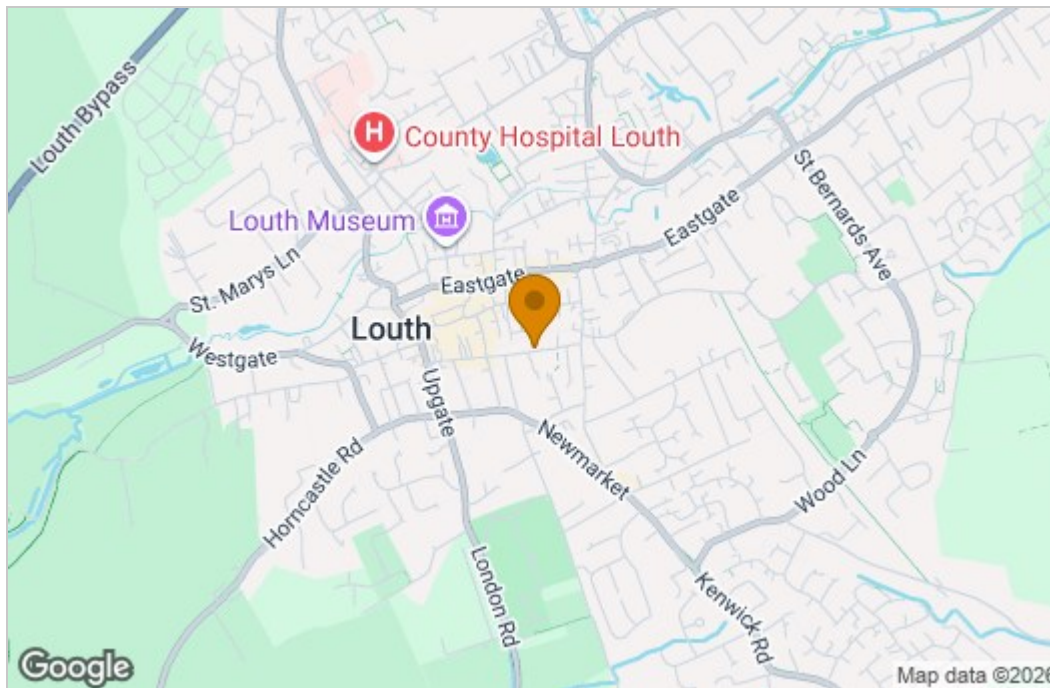 Louth Bypass
H
County Hospital Louth
Louth Museum
St. Marys Ln
Eastgate
Eastgate
St Bernards Ave
Louth
Westgate
Upgate
Newmarket
Horncastle Rd
Wood Ln
London Rd
Kenwick Rd
Google
Map data ©2026